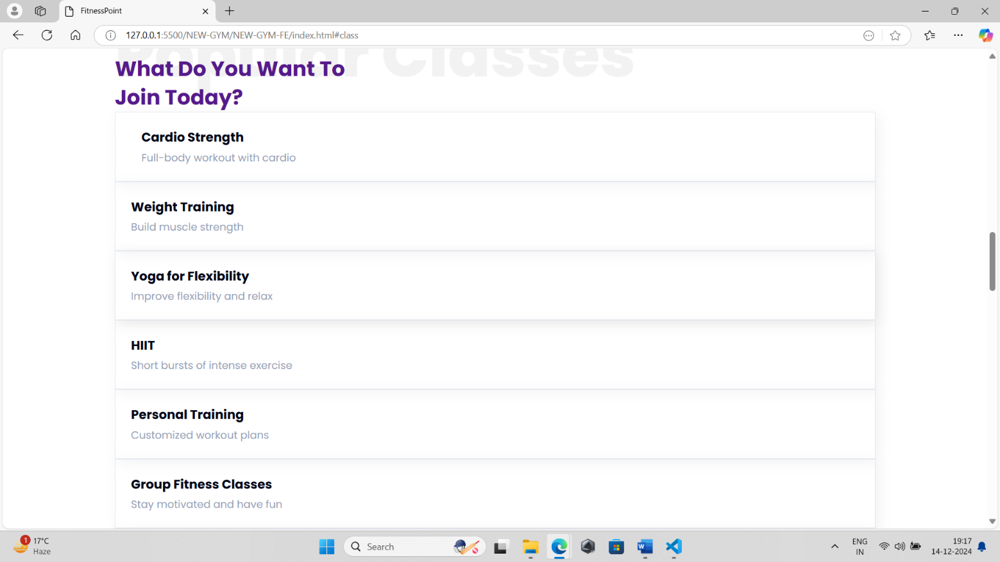 FitnessPoint
127.0.0.1:5500/NEW-GYM/NEW-GYM-FE/index.html#class
Popular Classes
What Do You Want To
Join Today?
Cardio Strength
Full-body workout with cardio
Weight Training
Build muscle strength
Yoga for Flexibility
Improve flexibility and relax
HIIT
Short bursts of intense exercise
Personal Training
Customized workout plans
Group Fitness Classes
Stay motivated and have fun
1
17°C
Haze
Search
W
ENG
IN
19:17
14-12-2024